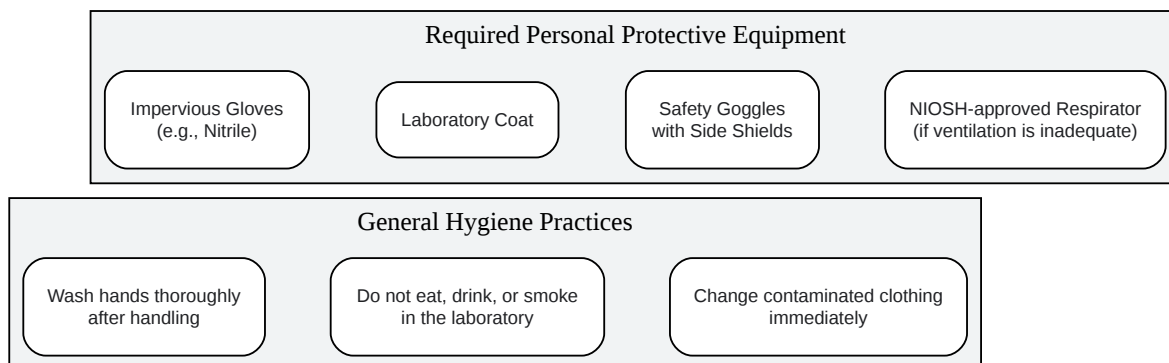 Required Personal Protective Equipment
Impervious Gloves
(e.g., Nitrile)
Laboratory Coat
Safety Goggles
with Side Shields
NIOSH-approved Respirator
(if ventilation is inadequate)
General Hygiene Practices
Wash hands thoroughly
after handling
Do not eat, drink, or smoke
in the laboratory
Change contaminated clothing
immediately